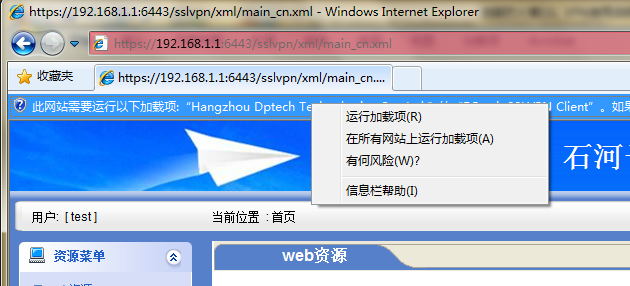 https://192.168.1.1:6443/sslvpn/xml/main_cn.xml - Windows Internet Explorer
https://192.168.1.1:6443/sslvpn/xml/main_cn.xml
收藏夹
https://192.168.1.1:6443/sslvpn/xml/main_cn....
此网站需要运行以下加载项: “Hangzhou Dptech Client”。如果
运行加载项(R)
在所有网站上运行加载项(A)
有何风险(W)?
信息栏帮助(I)
石河
用户: [ test ]
当前位置 : 首页
资源菜单
web资源